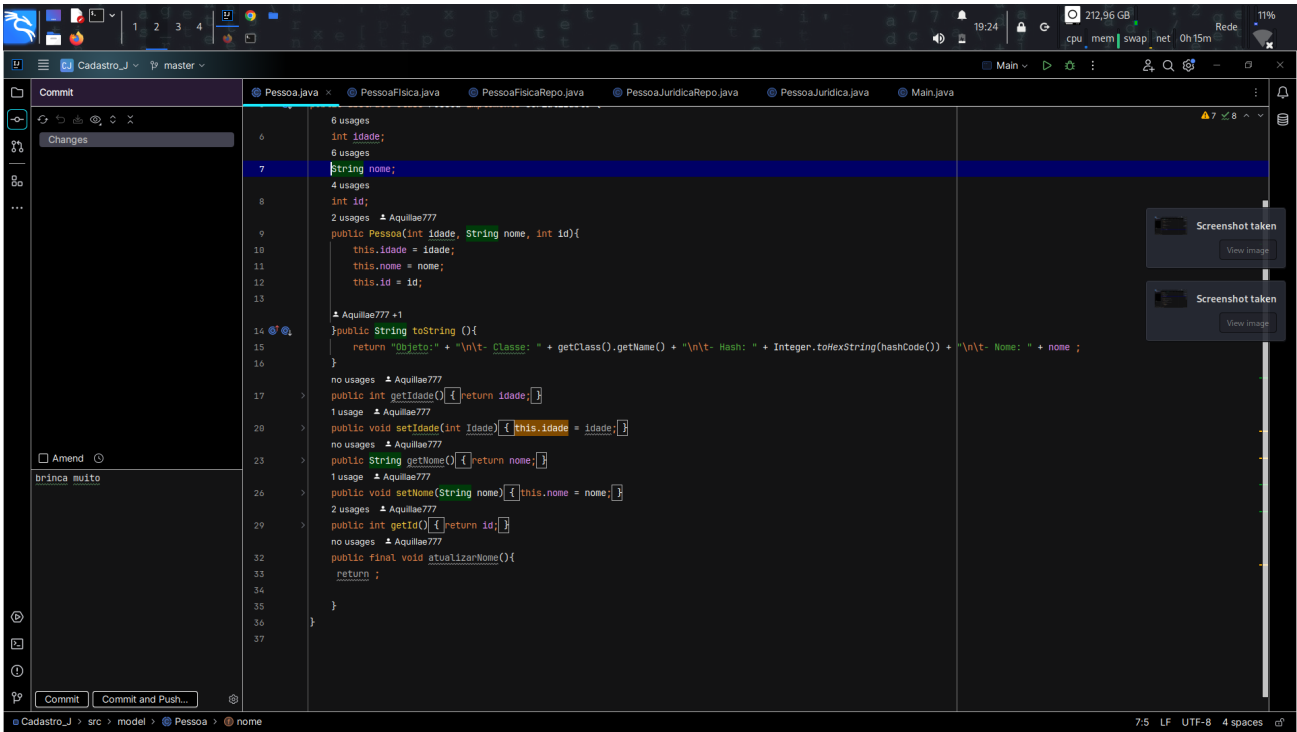 1 2 3 4
19:24
212,96 GB
cpu mem swap net 0h15m
Rede
11%
CJ Cadastro_J master
Main
Commit
Pessoa.java
PessoaFIsica.java
PessoaFisicaRepo.java
PessoaJuridicaRepo.java
PessoaJuridica.java
Main.java
7 8
Changes
6 usages
6 int idade;
6 usages
7 String nome;
4 usages
8 int id;
2 usages Aquillae777
9 public Pessoa(int idade, String nome, int id){
10 this.idade = idade;
11 this.nome = nome;
12 this.id = id;
13
Aquillae777 +1
14 }public String toString (){
15 return "Objeto:" + "\n\t- Classe: " + getClass().getName() + "\n\t- Hash: " + Integer.toHexString(hashCode()) + "\n\t- Nome: " + nome ;
16 }
no usages Aquillae777
17 public int getIdade() { return idade; }
1 usage Aquillae777
20 public void setIdade(int Idade) { this.idade = idade; }
no usages Aquillae777
23 public String getNome() { return nome; }
1 usage Aquillae777
26 public void setNome(String nome) { this.nome = nome; }
2 usages Aquillae777
29 public int getId() { return id; }
no usages Aquillae777
32 public final void atualizarNome(){
33 return ;
34
35 }
36 }
37
Screenshot taken
View image
Screenshot taken
View image
Amend
brinca muito
Commit
Commit and Push...
Cadastro_J > src > model > Pessoa > nome
7:5 LF UTF-8 4 spaces